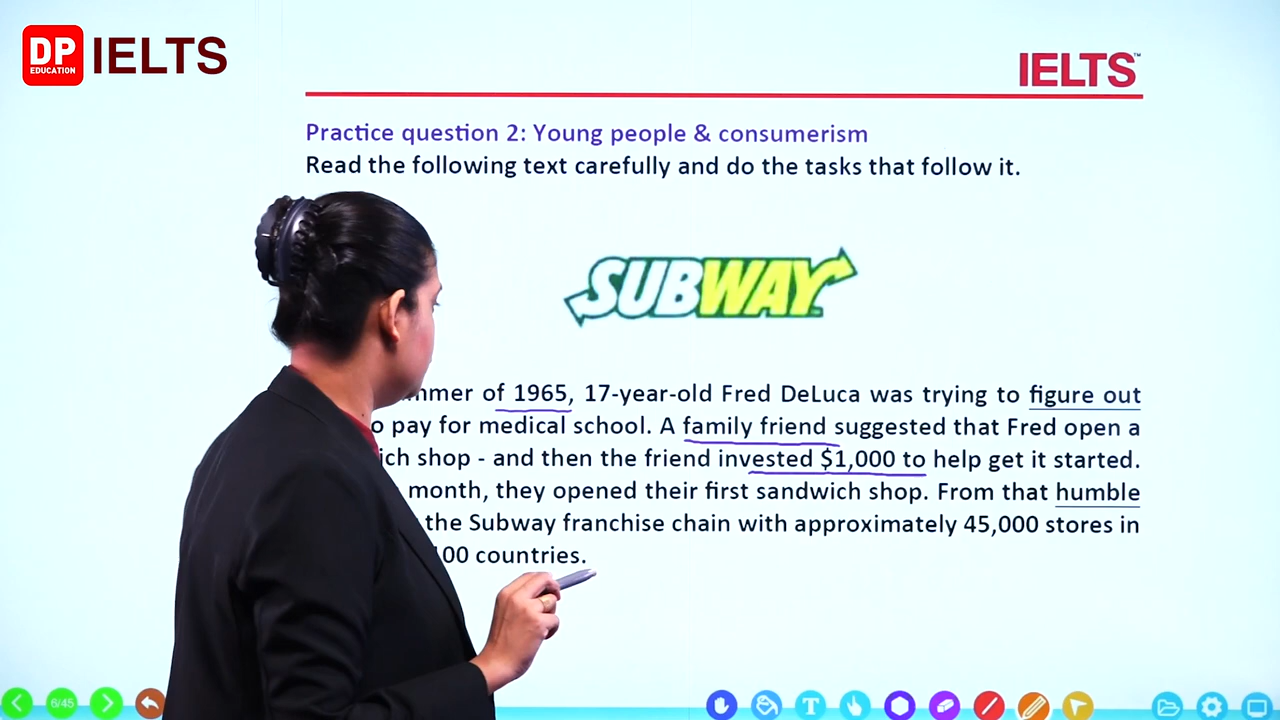 DP
EDUCATION
IELTS
IELTS™
Practice question 2: Young people & consumerism
Read the following text carefully and do the tasks that follow it.
SUBWAY
of 1965, 17-year-old Fred DeLuca was trying to figure out
pay for medical school. A family friend suggested that Fred open a
shop - and then the friend invested $1,000 to help get it started.
month, they opened their first sandwich shop. From that humble
the Subway franchise chain with approximately 45,000 stores in
100 countries.
6/45
T